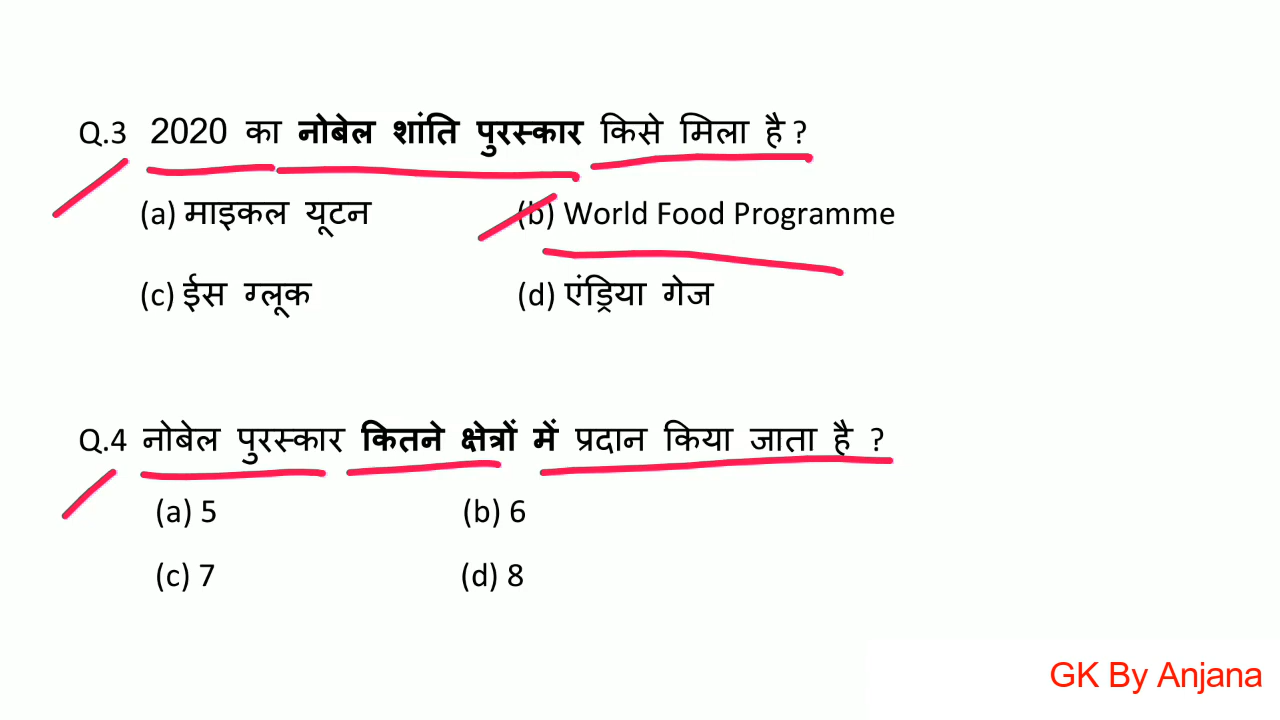 Q.3 2020 का नोबेल शांति पुरस्कार किसे मिला है ?
(a) माइकल यूटन (b) World Food Programme
(c) ईस ग्लूक (d) एंड्रिया गेज
Q.4 नोबेल पुरस्कार कितने क्षेत्रों में प्रदान किया जाता है ?
(a) 5 (b) 6
(c) 7 (d) 8
GK By Anjana